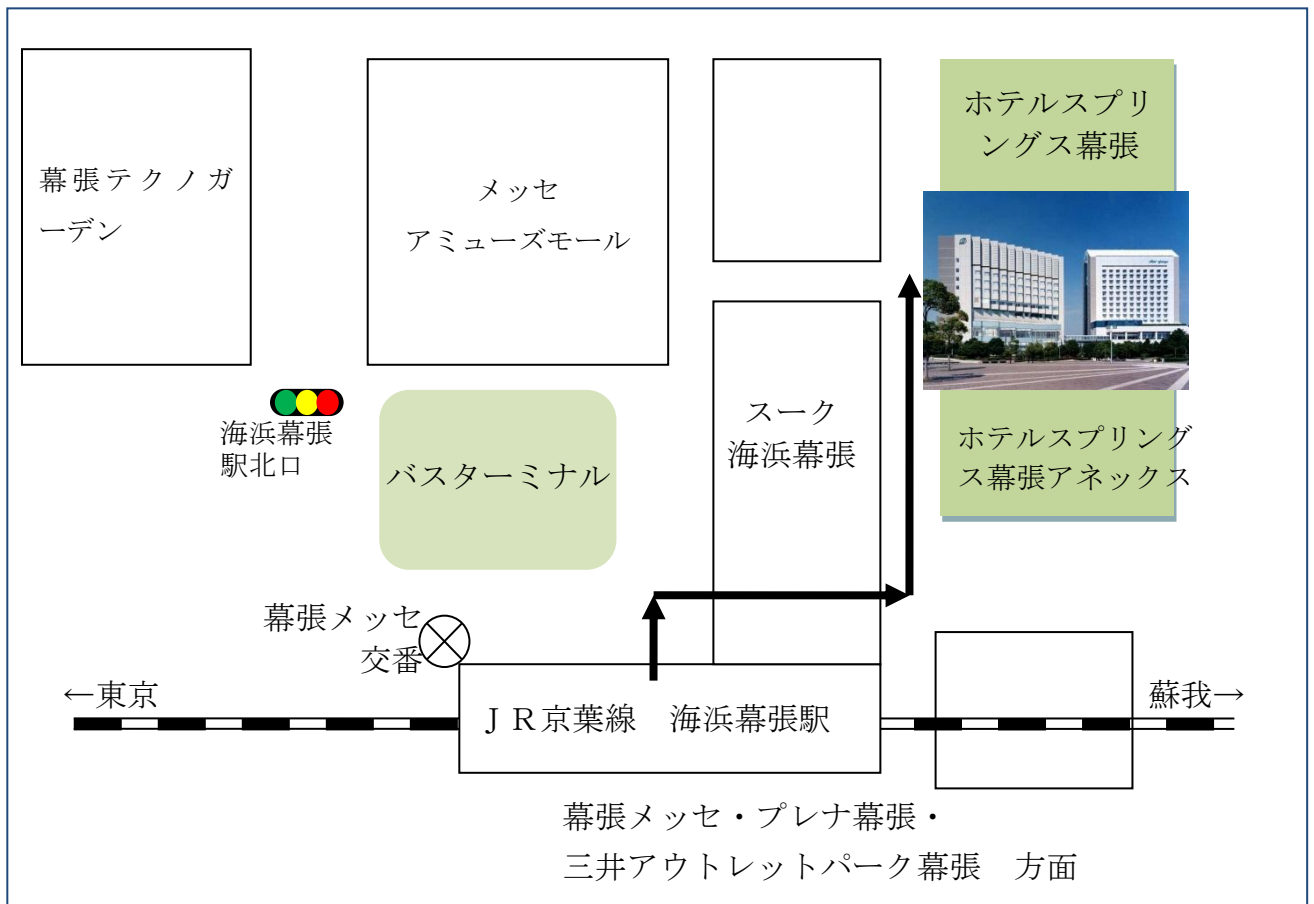 ホテルスプリ
ングス幕張
幕張テクノガ
ーデン
メッセ
アミューズモール
スーク
海浜幕張
海浜幕張
駅北口
バスターミナル
ホテルスプリング
ス幕張アネックス
幕張メッセ
交番
←東京
蘇我→
ＪＲ京葉線　海浜幕張駅
幕張メッセ・プレナ幕張・
三井アウトレットパーク幕張　方面